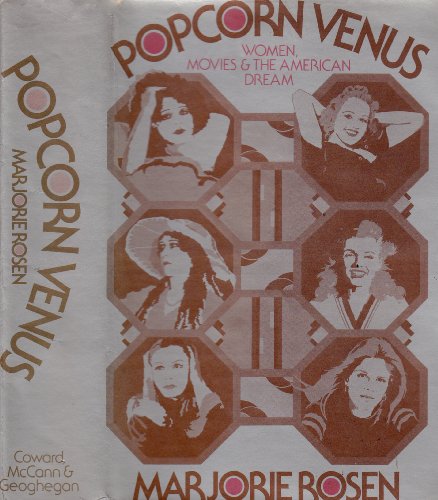 POPCORN VENUS
MARJORIE ROSEN
Coward,
McCann &
Geoghegan
POPCORN VENUS
WOMEN,
MOVIES & THE AMERICAN
DREAM
MARJORIE ROSEN